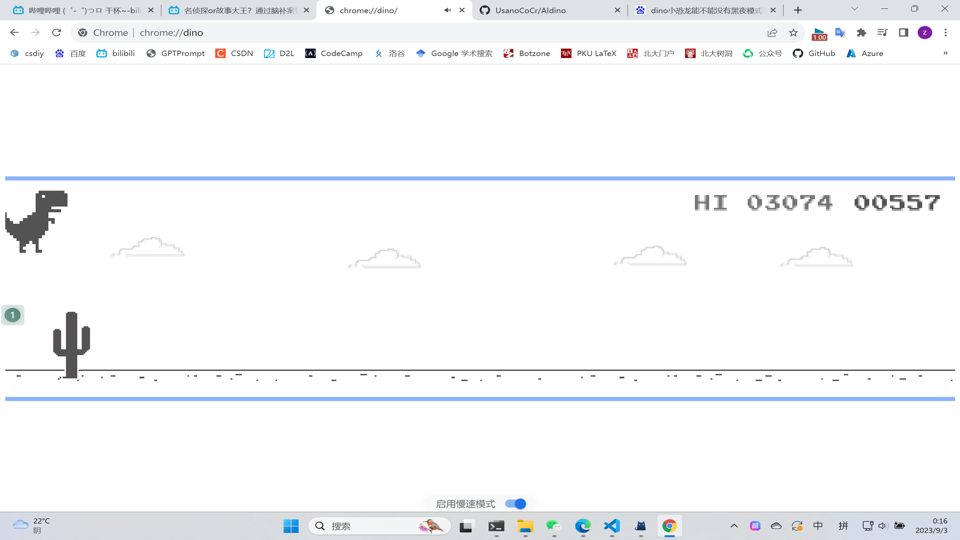 哔哩哔哩 (゜-゜)つロ 干杯~-bili
名侦探or故事大王？通过脑补案
chrome://dino/
UsanoCoCr/AIdino
dino小恐龙能不能没有黑夜模式
Chrome | chrome://dino
1.00
z
csdiy
百度
bilibili
GPTPrompt
CSDN
D2L
CodeCamp
洛谷
Google 学术搜索
Botzone
PKU LaTeX
北大门户
北大树洞
公众号
GitHub
Azure
»
HI 03074 00557
1
启用慢速模式
22°C
阴
搜索
中
拼
0:16
2023/9/3